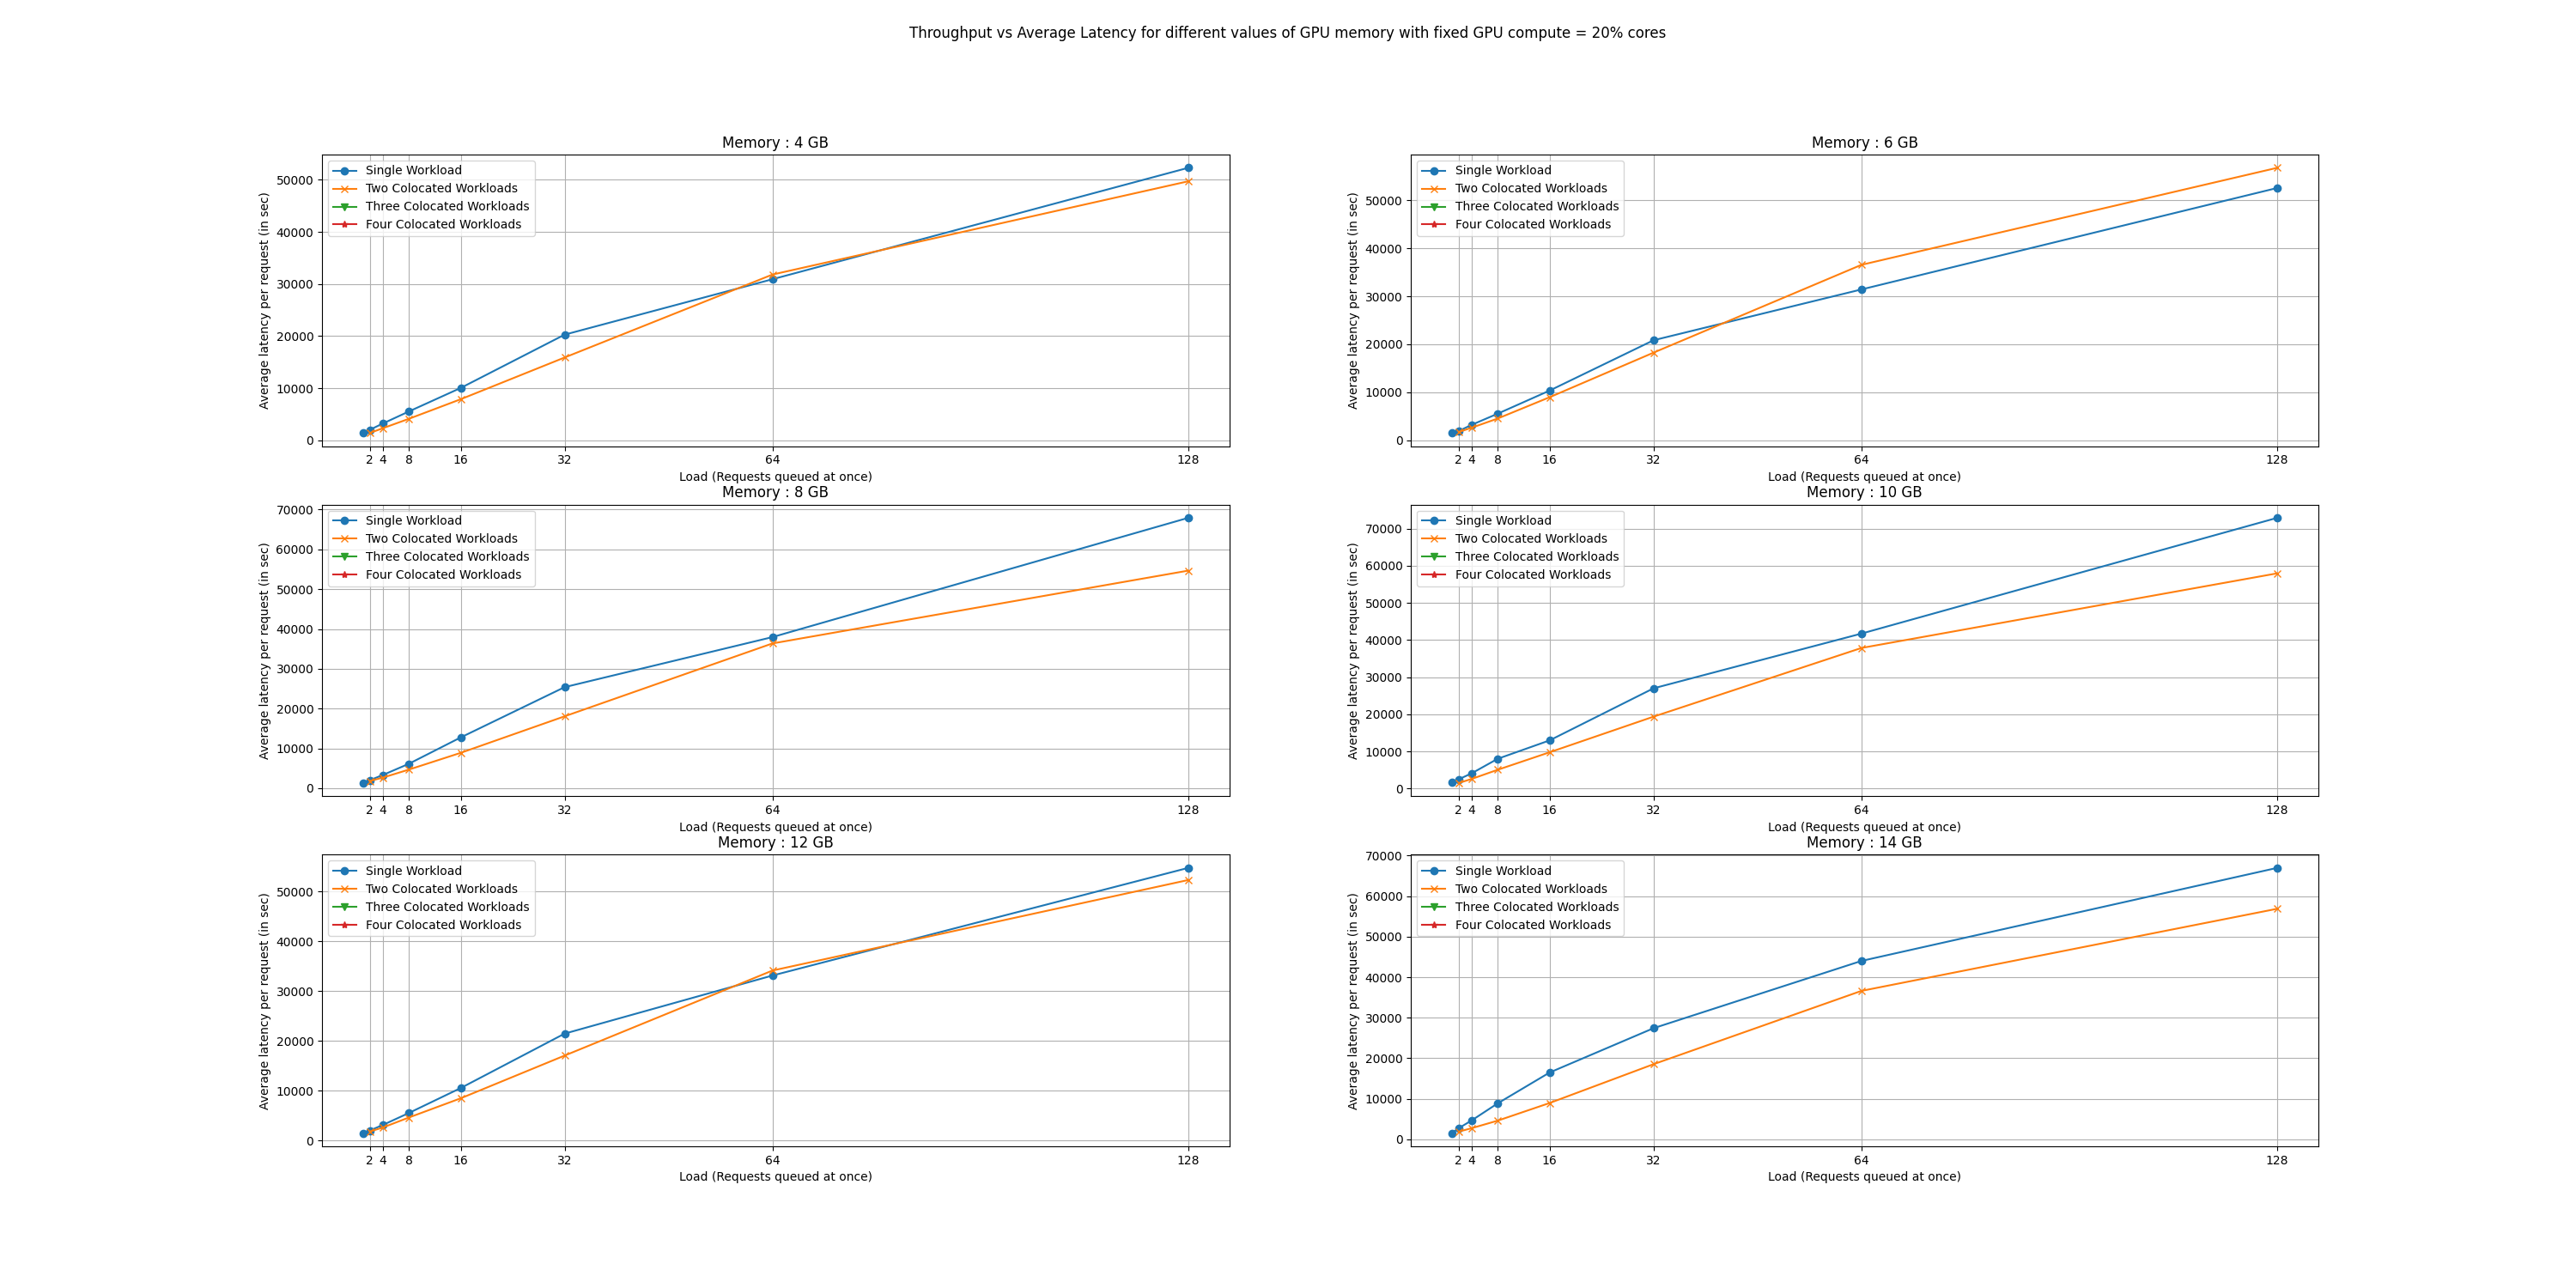 Throughput vs Average Latency for different values of GPU memory with fixed GPU compute = 20% cores
Memory : 4 GB
Average latency per request (in sec)
50000
40000
30000
20000
10000
0
Single Workload
Two Colocated Workloads
Three Colocated Workloads
Four Colocated Workloads
2 4 8 16 32 64 128
Load (Requests queued at once)
Memory : 6 GB
Average latency per request (in sec)
50000
40000
30000
20000
10000
0
Single Workload
Two Colocated Workloads
Three Colocated Workloads
Four Colocated Workloads
2 4 8 16 32 64 128
Load (Requests queued at once)
Memory : 8 GB
Average latency per request (in sec)
70000
60000
50000
40000
30000
20000
10000
0
Single Workload
Two Colocated Workloads
Three Colocated Workloads
Four Colocated Workloads
2 4 8 16 32 64 128
Load (Requests queued at once)
Memory : 10 GB
Average latency per request (in sec)
70000
60000
50000
40000
30000
20000
10000
0
Single Workload
Two Colocated Workloads
Three Colocated Workloads
Four Colocated Workloads
2 4 8 16 32 64 128
Load (Requests queued at once)
Memory : 12 GB
Average latency per request (in sec)
50000
40000
30000
20000
10000
0
Single Workload
Two Colocated Workloads
Three Colocated Workloads
Four Colocated Workloads
2 4 8 16 32 64 128
Load (Requests queued at once)
Memory : 14 GB
Average latency per request (in sec)
70000
60000
50000
40000
30000
20000
10000
0
Single Workload
Two Colocated Workloads
Three Colocated Workloads
Four Colocated Workloads
2 4 8 16 32 64 128
Load (Requests queued at once)